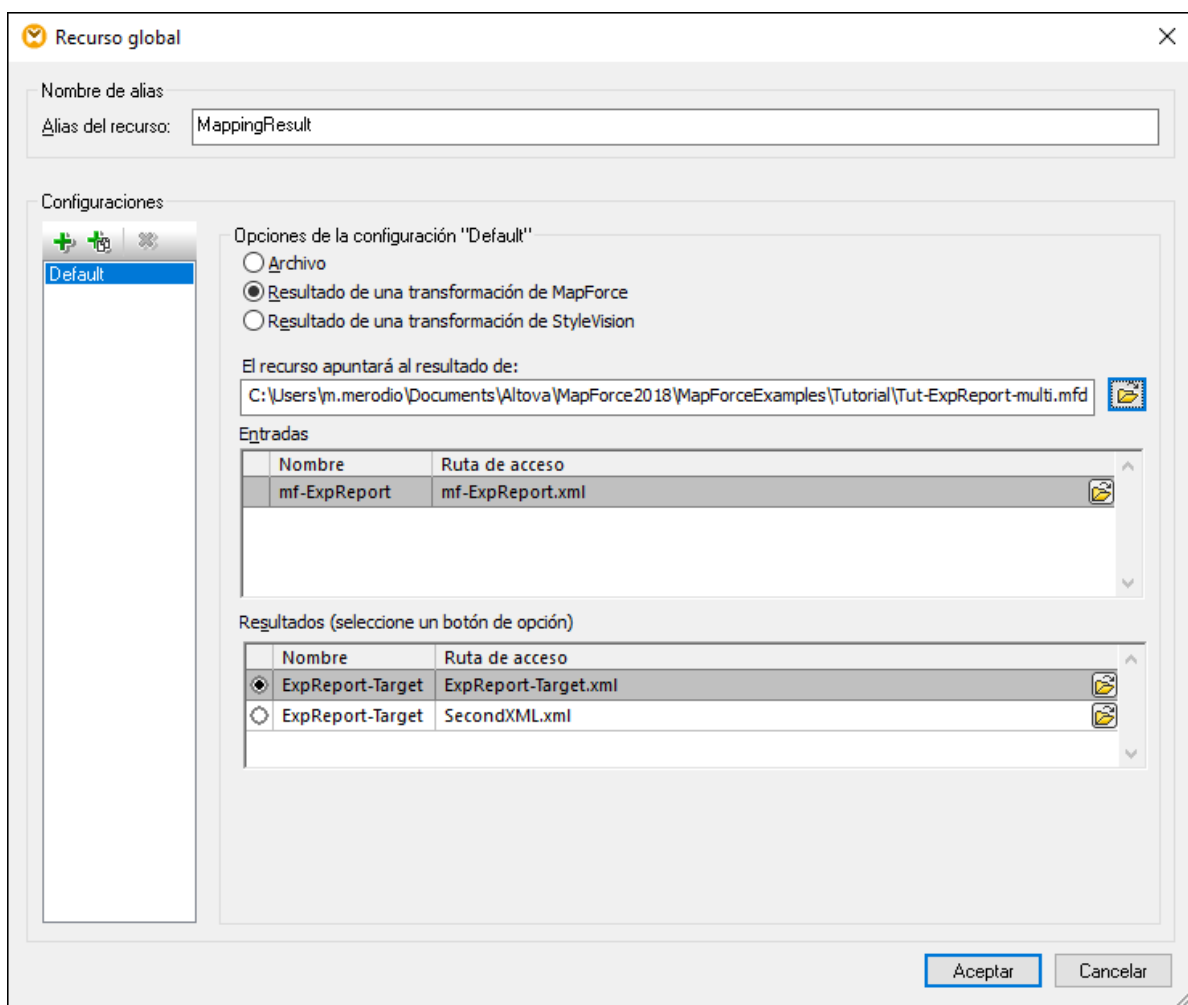 Recurso global
Nombre de alias
Alias del recurso: MappingResult
Configuraciones
Default
Opciones de la configuración "Default"
Archivo
Resultado de una transformación de MapForce
Resultado de una transformación de StyleVision
El recurso apuntará al resultado de:
C:\Users\m.merodio\Documents\Altova\MapForce2018\MapForceExamples\Tutorial\Tut-ExpReport-multi.mfd
Entradas
Nombre Ruta de acceso
mf-ExpReport mf-ExpReport.xml
Resultados (seleccione un botón de opción)
Nombre Ruta de acceso
ExpReport-Target ExpReport-Target.xml
ExpReport-Target SecondXML.xml
Aceptar Cancelar